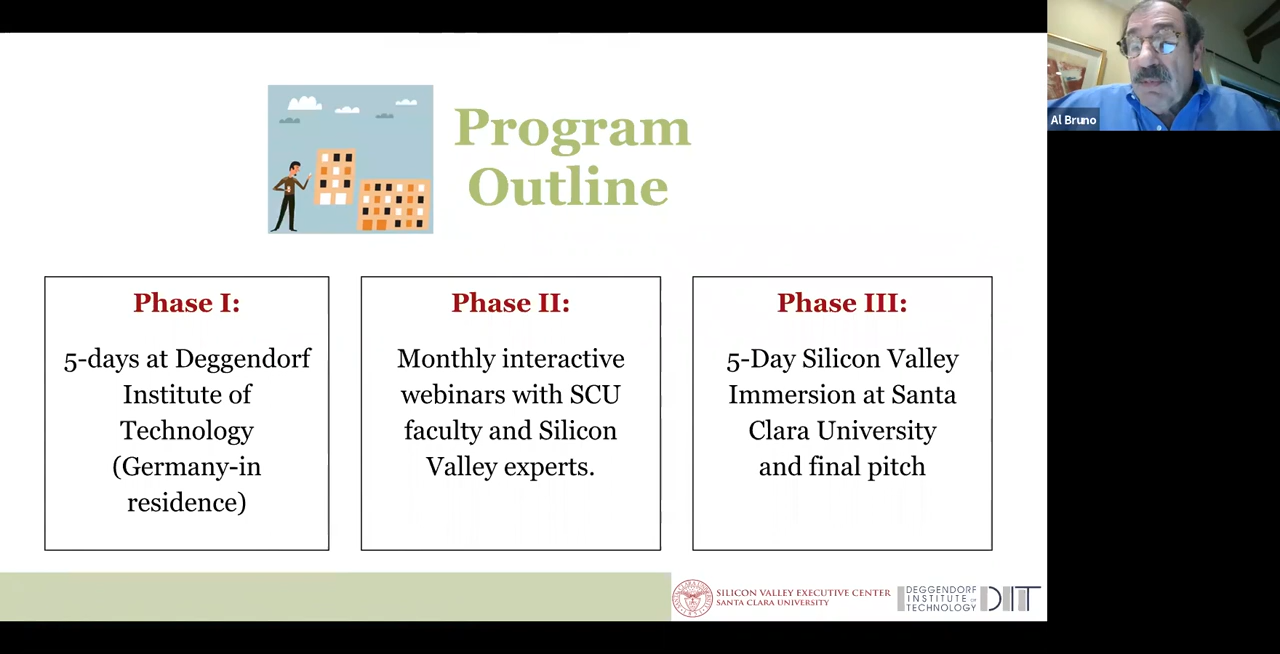 Program
Outline
Al Bruno
Phase I:
5-days at Deggendorf
Institute of
Technology
(Germany-in
residence)
Phase II:
Monthly interactive
webinars with SCU
faculty and Silicon
Valley experts.
Phase III:
5-Day Silicon Valley
Immersion at Santa
Clara University
and final pitch
SILICON VALLEY EXECUTIVE CENTER
SANTA CLARA UNIVERSITY
DEGGENDORF
INSTITUTE OF
TECHNOLOGY
DIT